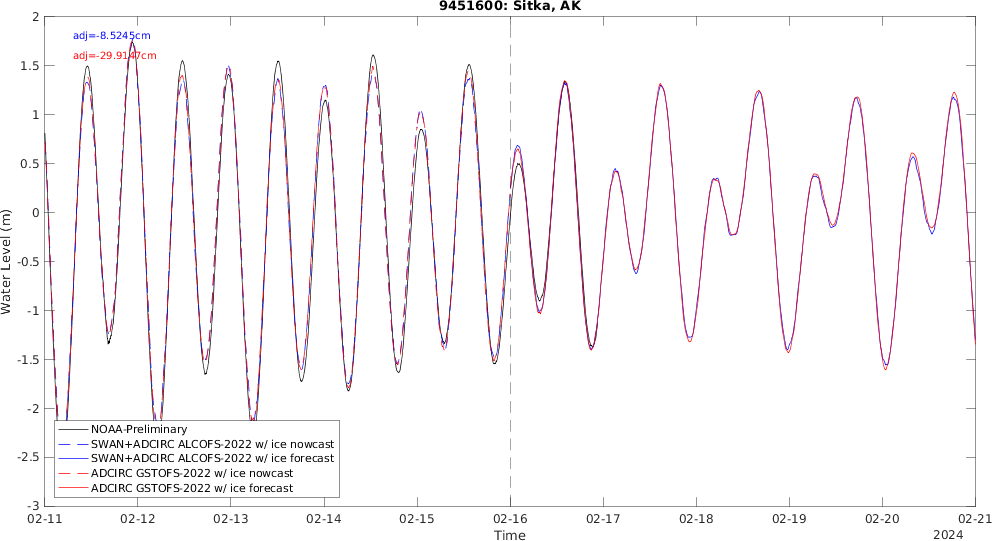 9451600: Sitka, AK
adj=-8.5245cm
adj=-29.9147cm
2
1.5
1
0.5
0
-0.5
-1
-1.5
-2
-2.5
-3
Water Level (m)
NOAA-Preliminary
SWAN+ADCIRC ALCOFS-2022 w/ ice nowcast
SWAN+ADCIRC ALCOFS-2022 w/ ice forecast
ADCIRC GSTOFS-2022 w/ ice nowcast
ADCIRC GSTOFS-2022 w/ ice forecast
02-11 02-12 02-13 02-14 02-15 02-16 02-17 02-18 02-19 02-20 02-21
Time
2024